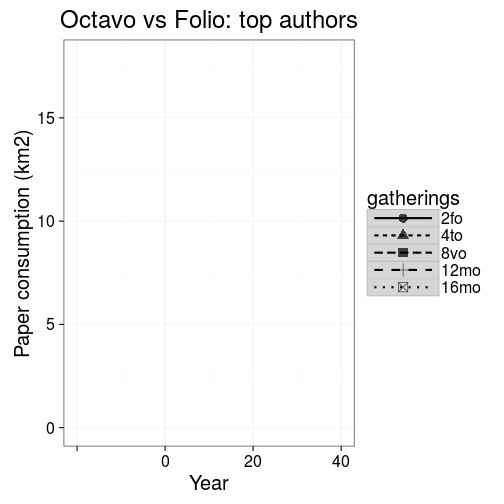 Octavo vs Folio: top authors
Paper consumption (km2)
15
10
5
0
0
20
40
Year
gatherings
2fo
4to
8vo
12mo
16mo